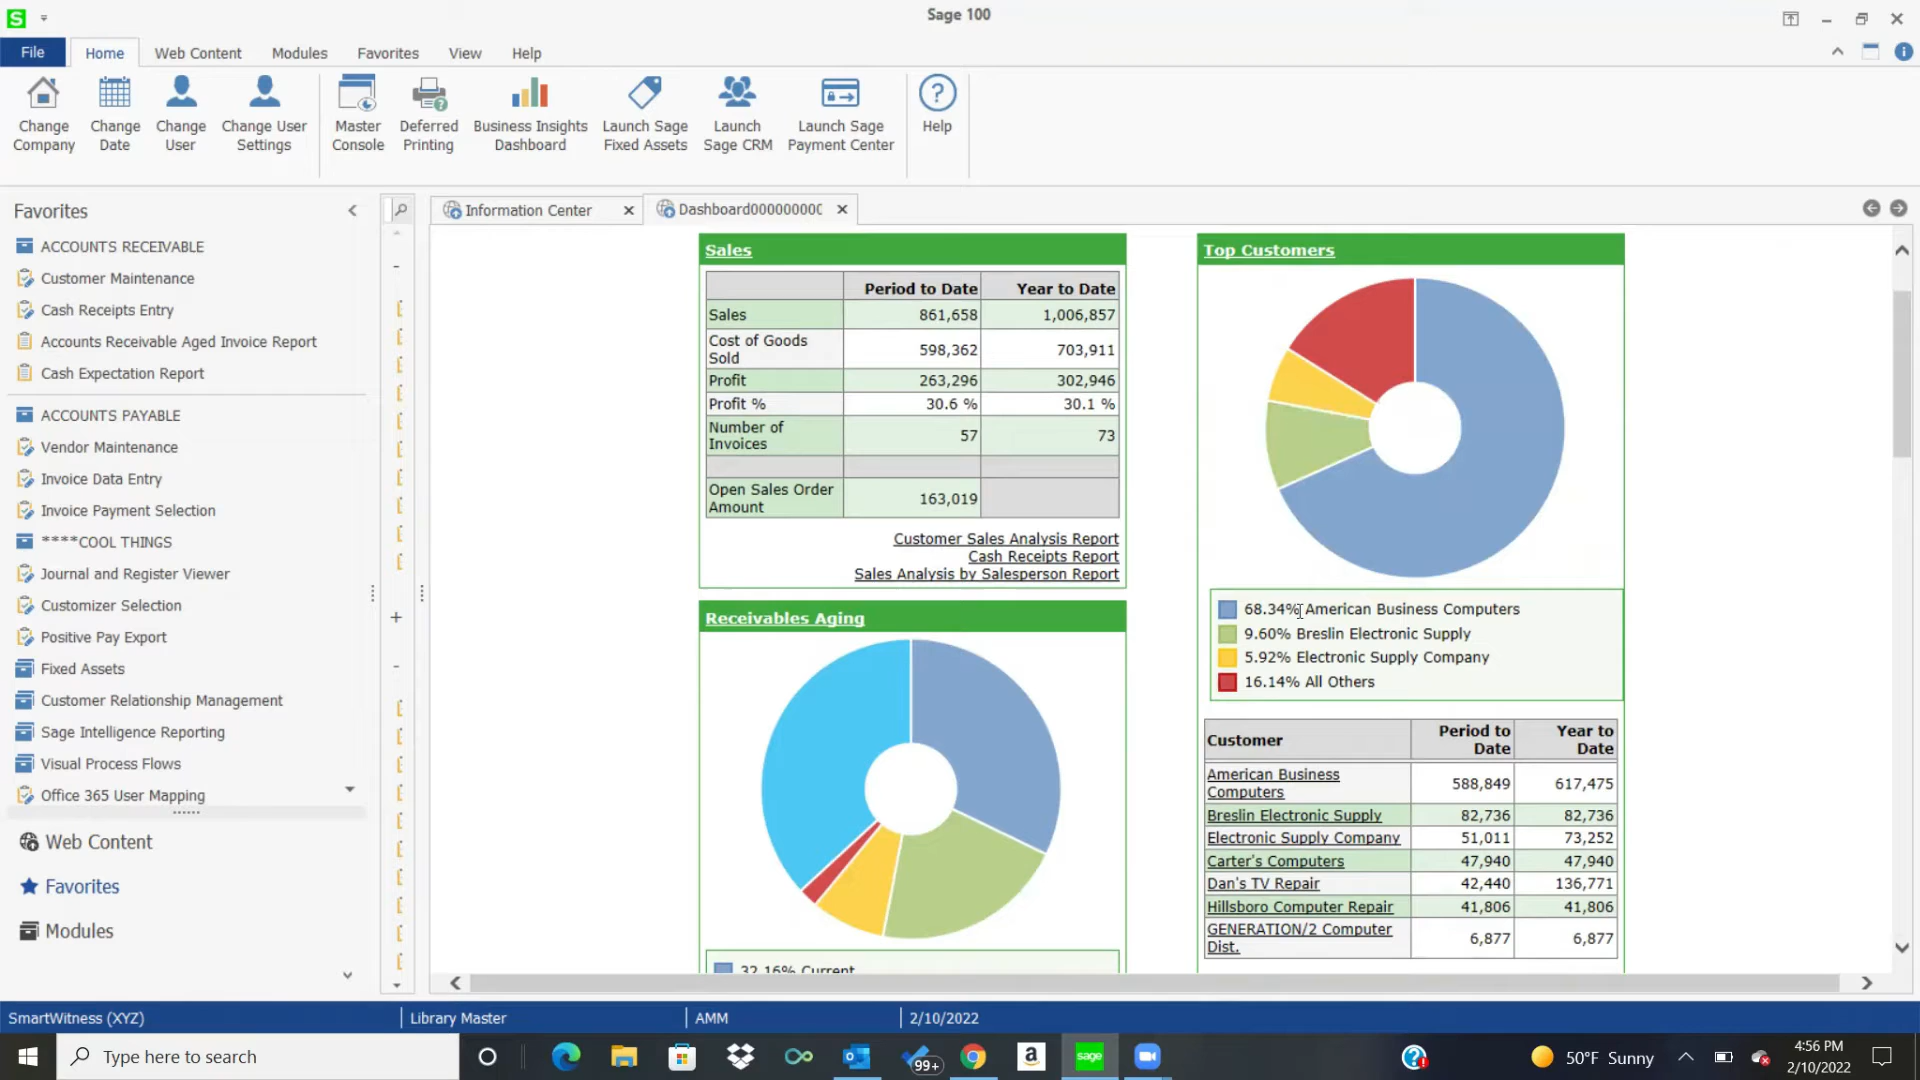 Sage 100
File
Home
Web Content
Modules
Favorites
View
Help
Change Company
Change Date
Change User
Change User Settings
Master Console
Deferred Printing
Business Insights Dashboard
Launch Sage Fixed Assets
Launch Sage CRM
Launch Sage Payment Center
Help
Favorites
ACCOUNTS RECEIVABLE
Customer Maintenance
Cash Receipts Entry
Accounts Receivable Aged Invoice Report
Cash Expectation Report
ACCOUNTS PAYABLE
Vendor Maintenance
Invoice Data Entry
Invoice Payment Selection
****COOL THINGS
Journal and Register Viewer
Customizer Selection
Positive Pay Export
Fixed Assets
Customer Relationship Management
Sage Intelligence Reporting
Visual Process Flows
Office 365 User Mapping
Web Content
Favorites
Modules
Information Center
Dashboard
Sales
Period to Date Year to Date
Sales 861,658 1,006,857
Cost of Goods Sold 598,362 703,911
Profit 263,296 302,946
Profit % 30.6 % 30.1 %
Number of Invoices 57 73
Open Sales Order Amount 163,019
Customer Sales Analysis Report
Cash Receipts Report
Sales Analysis by Salesperson Report
Receivables Aging
32.16% Current
Top Customers
68.34% American Business Computers
9.60% Breslin Electronic Supply
5.92% Electronic Supply Company
16.14% All Others
Customer Period to Date Year to Date
American Business Computers 588,849 617,475
Breslin Electronic Supply 82,736 82,736
Electronic Supply Company 51,011 73,252
Carter's Computers 47,940 47,940
Dan's TV Repair 42,440 136,771
Hillsboro Computer Repair 41,806 41,806
GENERATION/2 Computer Dist. 6,877 6,877
SmartWitness (XYZ)
Library Master
AMM
2/10/2022
Type here to search
99+
sage
50°F Sunny
4:56 PM
2/10/2022